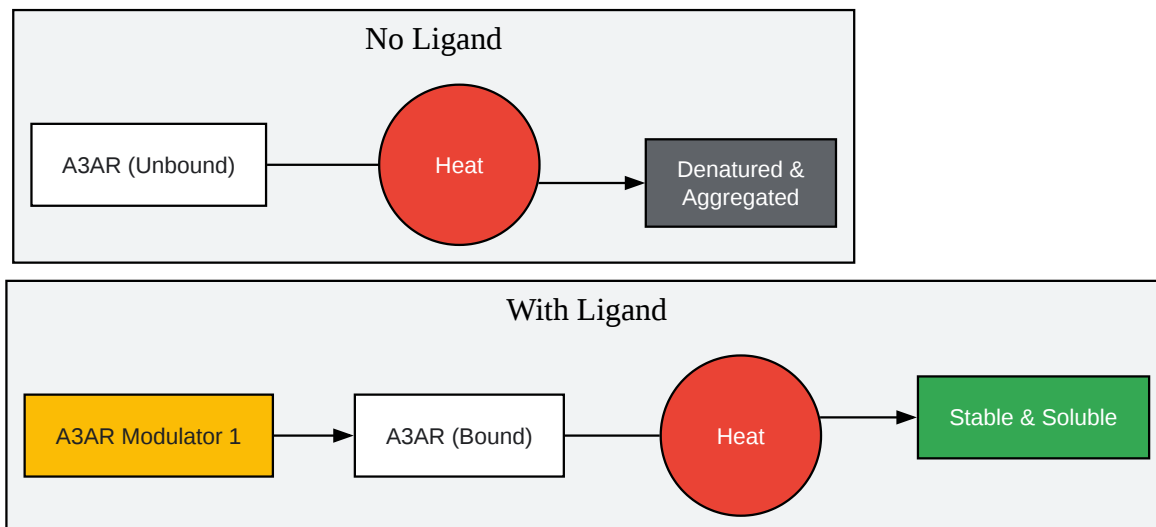 No Ligand
A3AR (Unbound)
Heat
Denatured &
Aggregated
With Ligand
A3AR Modulator 1
A3AR (Bound)
Heat
Stable & Soluble